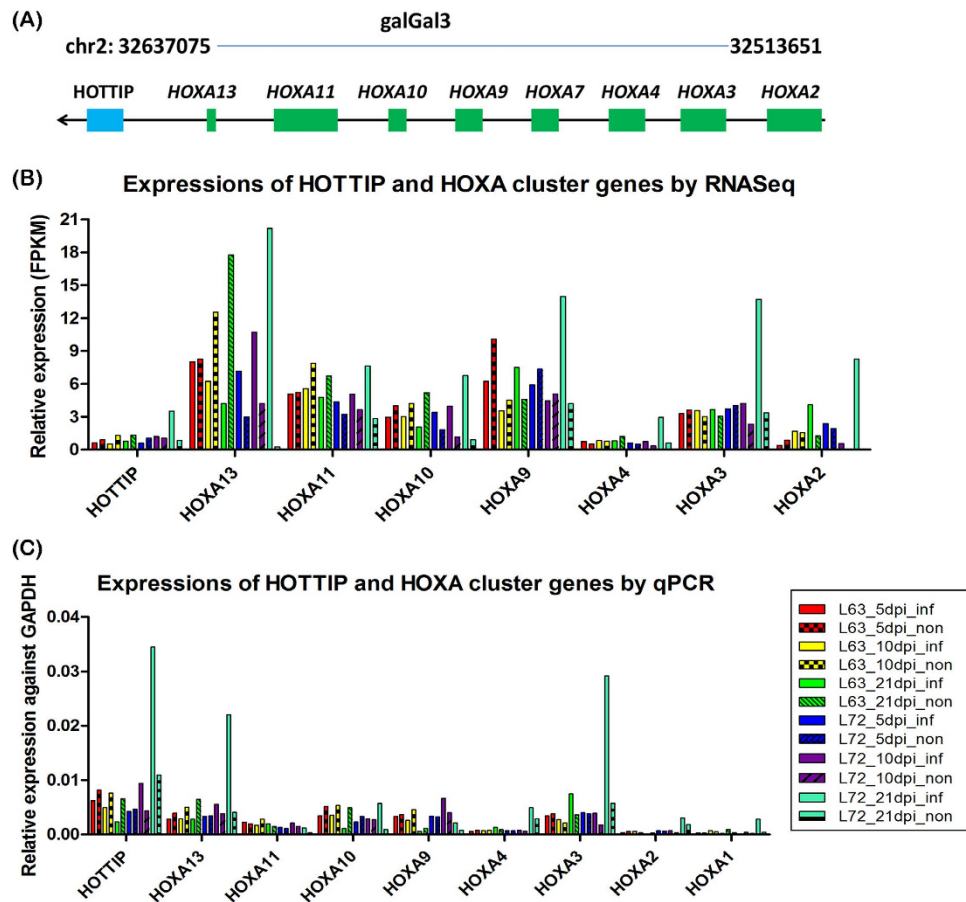 (A)
galGal3
chr2: 32637075 32513651
HOTTIP HOXA13 HOXA11 HOXA10 HOXA9 HOXA7 HOXA4 HOXA3 HOXA2
(B)
Expressions of HOTTIP and HOXA cluster genes by RNASeq
Relative expression (FPKM)
21
18
15
12
9
6
3
0
HOTTIP HOXA13 HOXA11 HOXA10 HOXA9 HOXA4 HOXA3 HOXA2
(C)
Expressions of HOTTIP and HOXA cluster genes by qPCR
Relative expression against GAPDH
0.04
0.03
0.02
0.01
0.00
HOTTIP HOXA13 HOXA11 HOXA10 HOXA9 HOXA4 HOXA3 HOXA2 HOXA1
L63_5dpi_inf
L63_5dpi_non
L63_10dpi_inf
L63_10dpi_non
L63_21dpi_inf
L63_21dpi_non
L72_5dpi_inf
L72_5dpi_non
L72_10dpi_inf
L72_10dpi_non
L72_21dpi_inf
L72_21dpi_non